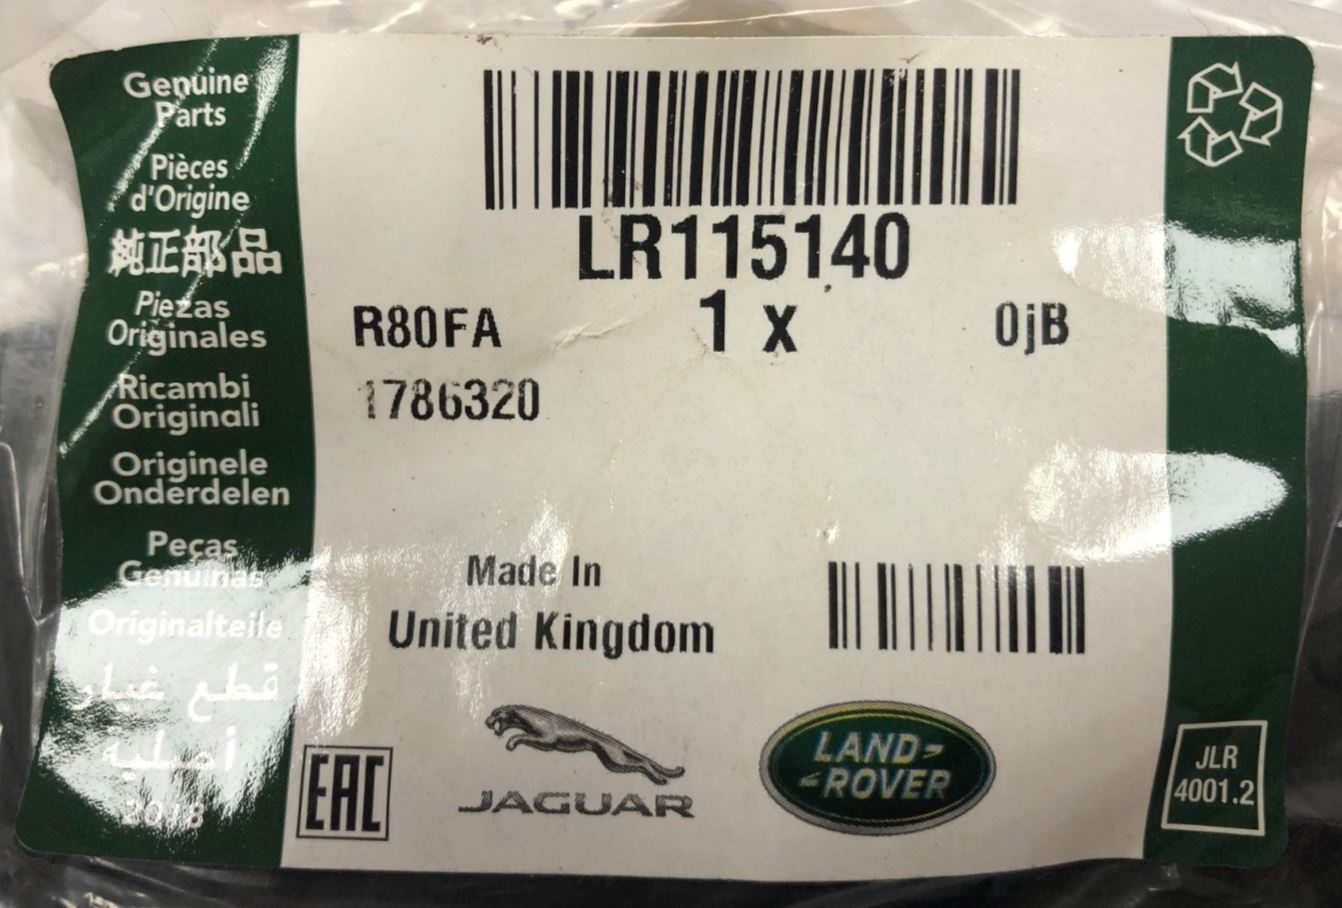 Genuine
Parts
Pièces
d'Origine
純正部品
Piezas
Originales
Ricambi
Originali
Originele
Onderdelen
Peças
Genuinas
Originalteile
قطع غيار
أصلية
2018
LR115140
R80FA 1 x 0jB
1786320
Made In
United Kingdom
EAC
JAGUAR
LAND-
-ROVER
JLR
4001.2